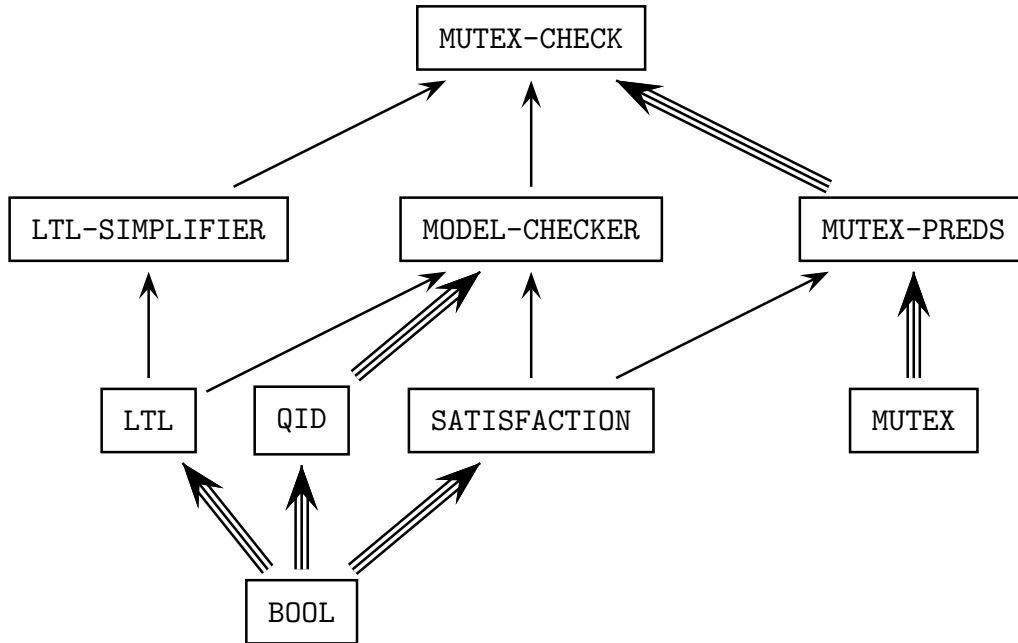 MUTEX-CHECK
LTL-SIMPLIFIER
MODEL-CHECKER
MUTEX-PREDS
LTL
QID
SATISFACTION
MUTEX
BOOL